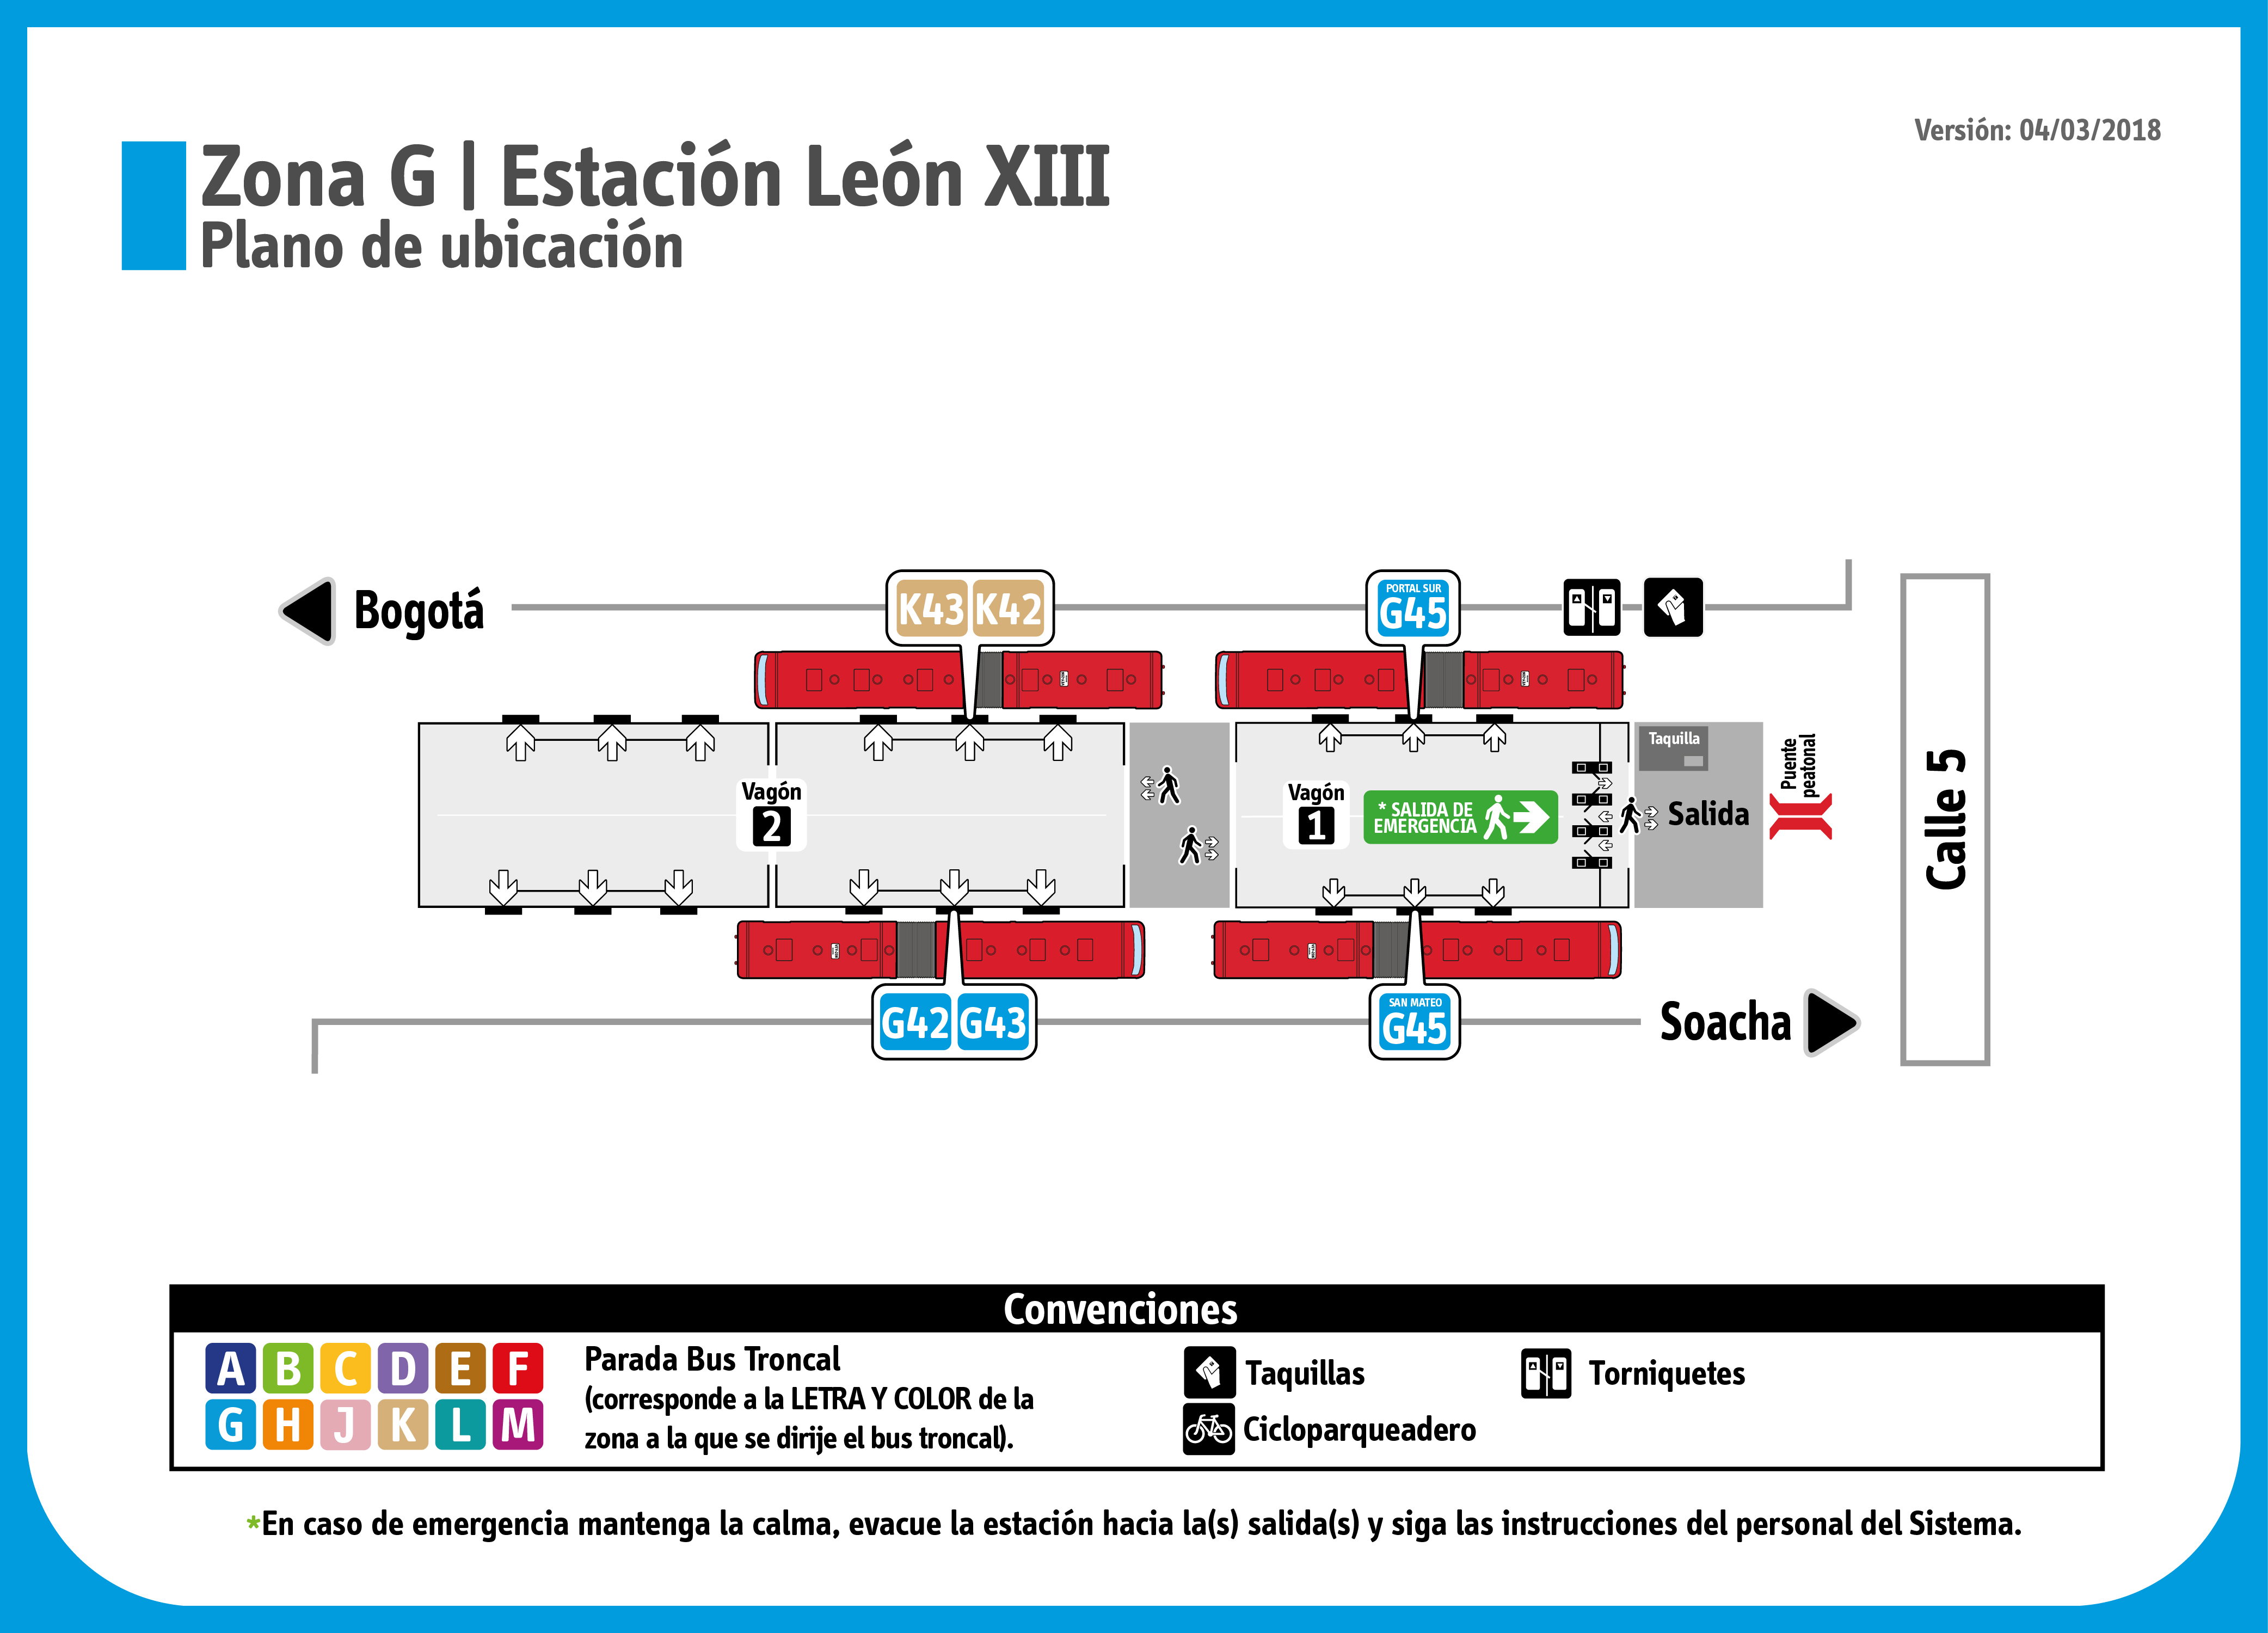 Versión: 04/03/2018
Zona G | Estación León XIII
Plano de ubicación
Bogotá
K43 K42
PORTAL SUR
G45
Taquilla
Puente
peatonal
Vagón
2
Vagón
1
* SALIDA DE
EMERGENCIA
Salida
Calle 5
G42 G43
SAN MATEO
G45
Soacha
Convenciones
A B C D E F
G H J K L M
Parada Bus Troncal
(corresponde a la LETRA Y COLOR de la
zona a la que se dirije el bus troncal).
Taquillas
Cicloparqueadero
Torniquetes
*En caso de emergencia mantenga la calma, evacue la estación hacia la(s) salida(s) y siga las instrucciones del personal del Sistema.